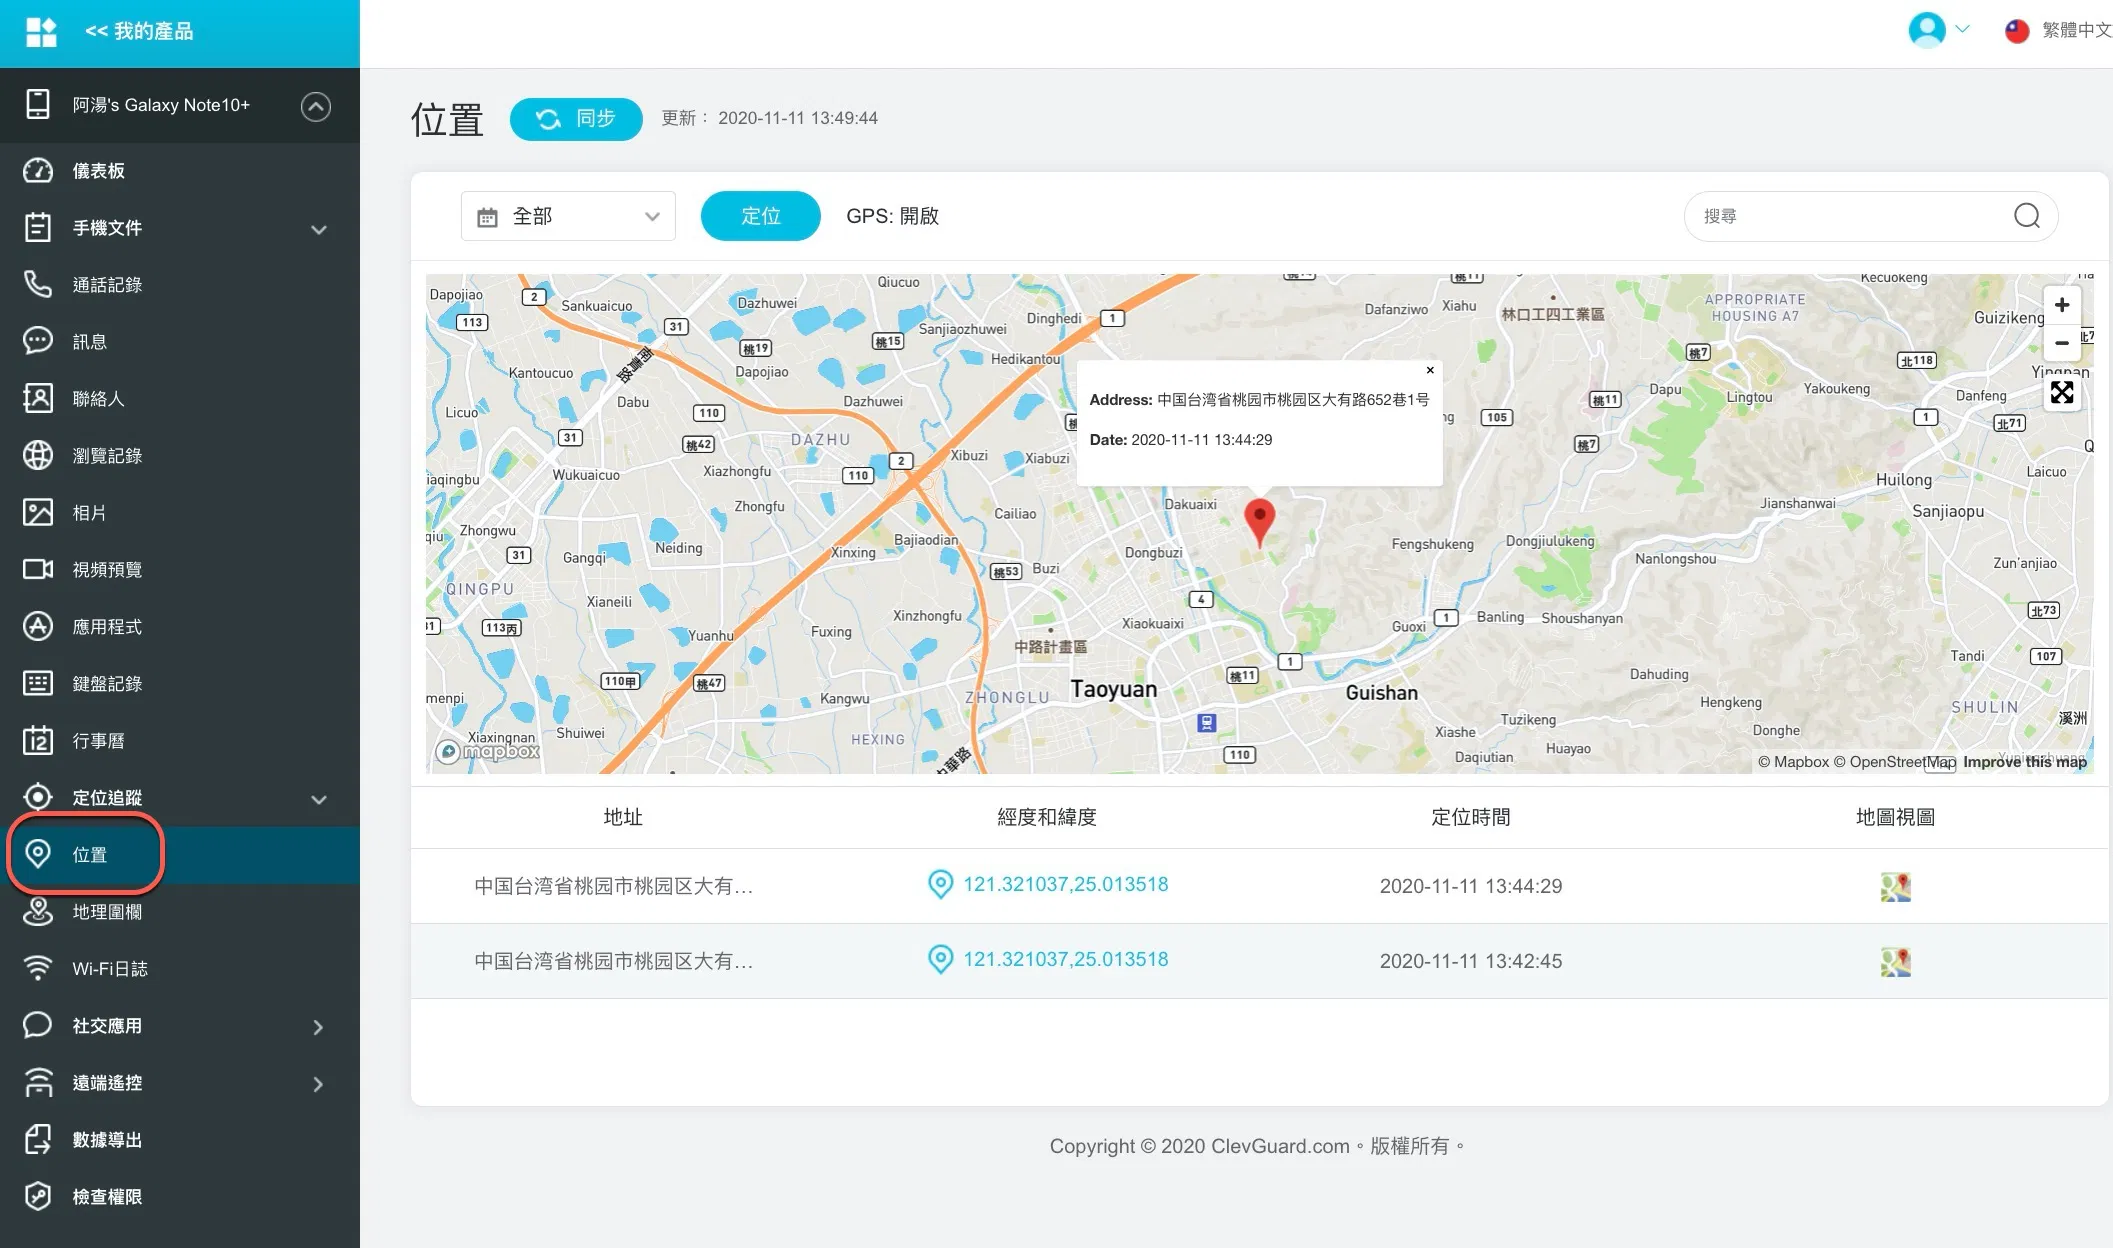 << 我的產品
繁體中文
阿湯's Galaxy Note10+
儀表板
手機文件
通話記錄
訊息
聯絡人
瀏覽記錄
相片
視頻預覽
應用程式
鍵盤記錄
12
行事曆
定位追蹤
位置
地理圍欄
Wi-Fi日誌
社交應用
遠端遙控
數據導出
檢查權限
位置
同步
更新： 2020-11-11 13:49:44
全部
定位
GPS: 開啟
搜尋
Qiucuo
Kecuokeng
Dapojiao
2
Sankuaicuo
Dazhuwei
Dafanziwo
Xiahu
林口工四工業區
APPROPRIATE
HOUSING A7
+
113
31
桃15
Sanjiaozhuwei
Dinghedi
1
Guizikeng
桃19
Hedikantou
桃7
北118
−
南青路
Kantoucuo
Dapojiao
Yingpan
Dabu
110
Dazhuwei
Dapu
Lingtou
Yakoukeng
Danfeng
Licuo
桃11
105
1
北71
31
桃42
DAZHU
桃7
Xibuzi
Xiabuzi
2
Wukuaicuo
Xiazhongfu
110
Laicuo
Huilong
Zhongfu
Cailiao
Dakuaixi
Jianshanwai
Sanjiaopu
Zhongwu
Bajiaodian
31
Gangqi
Neiding
Xinxing
Dongbuzi
Fengshukeng
Dongjiulukeng
Nanlongshou
Zun'anjiao
QINGPU
桃53
Buzi
Xianeili
4
北73
113丙
Xinzhongfu
Xiaokuaixi
Guoxi
1
Banling
Shoushanyan
Yuanhu
Fuxing
中路計畫區
1
Tandi
107
110甲
桃47
桃11
Dahuding
Kangwu
ZHONGLU
Taoyuan
Guishan
Hengkeng
SHULIN
溪洲
Xiaxingnan
Shuiwei
HEXING
中華路
110
Xiashe
Tuzikeng
Huayao
Daqiutian
Donghe
mapbox
© Mapbox © OpenStreetMap Improve this map
×
Address: 中国台湾省桃园市桃园区大有路652巷1号
Date: 2020-11-11 13:44:29
地址 經度和緯度 定位時間 地圖視圖
中国台湾省桃园市桃园区大有… 121.321037,25.013518 2020-11-11 13:44:29
中国台湾省桃园市桃园区大有… 121.321037,25.013518 2020-11-11 13:42:45
Copyright © 2020 ClevGuard.com。版權所有。